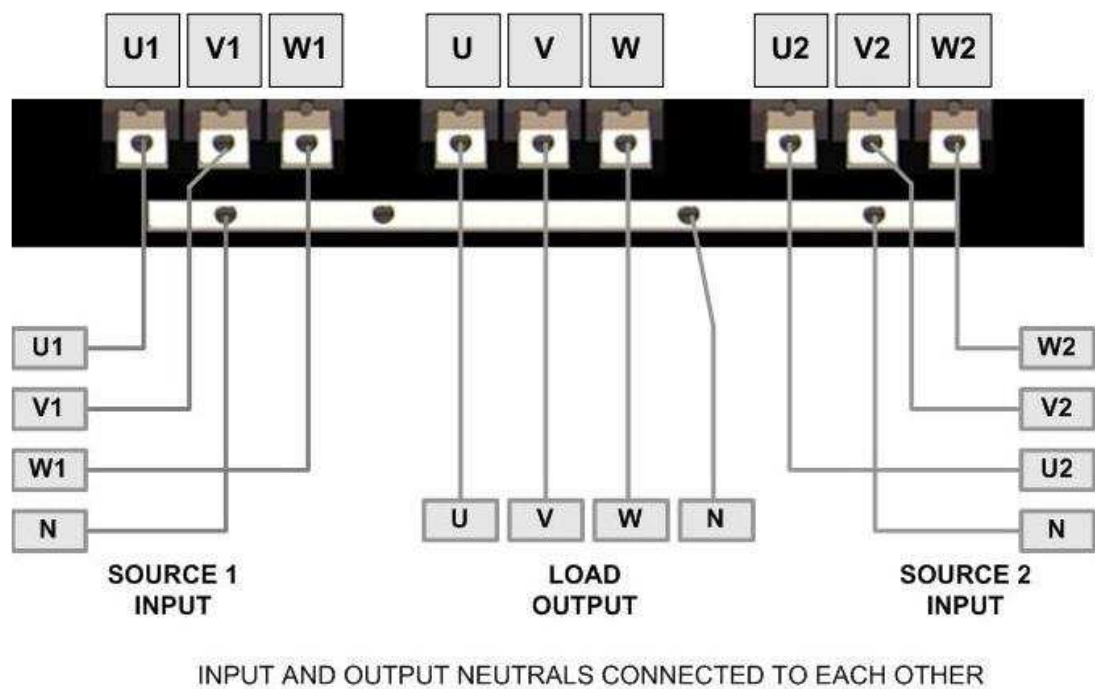 U1 V1 W1 U V W U2 V2 W2
U1
V1
W1
N
SOURCE 1
INPUT
U V W N
LOAD
OUTPUT
W2
V2
U2
N
SOURCE 2
INPUT
INPUT AND OUTPUT NEUTRALS CONNECTED TO EACH OTHER